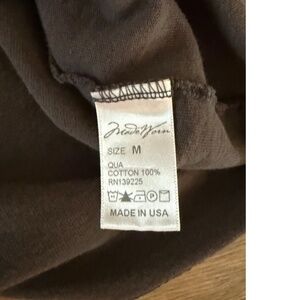 MadeWorn
SIZE M
QUA
COTTON 100%
RN139225
MADE IN USA